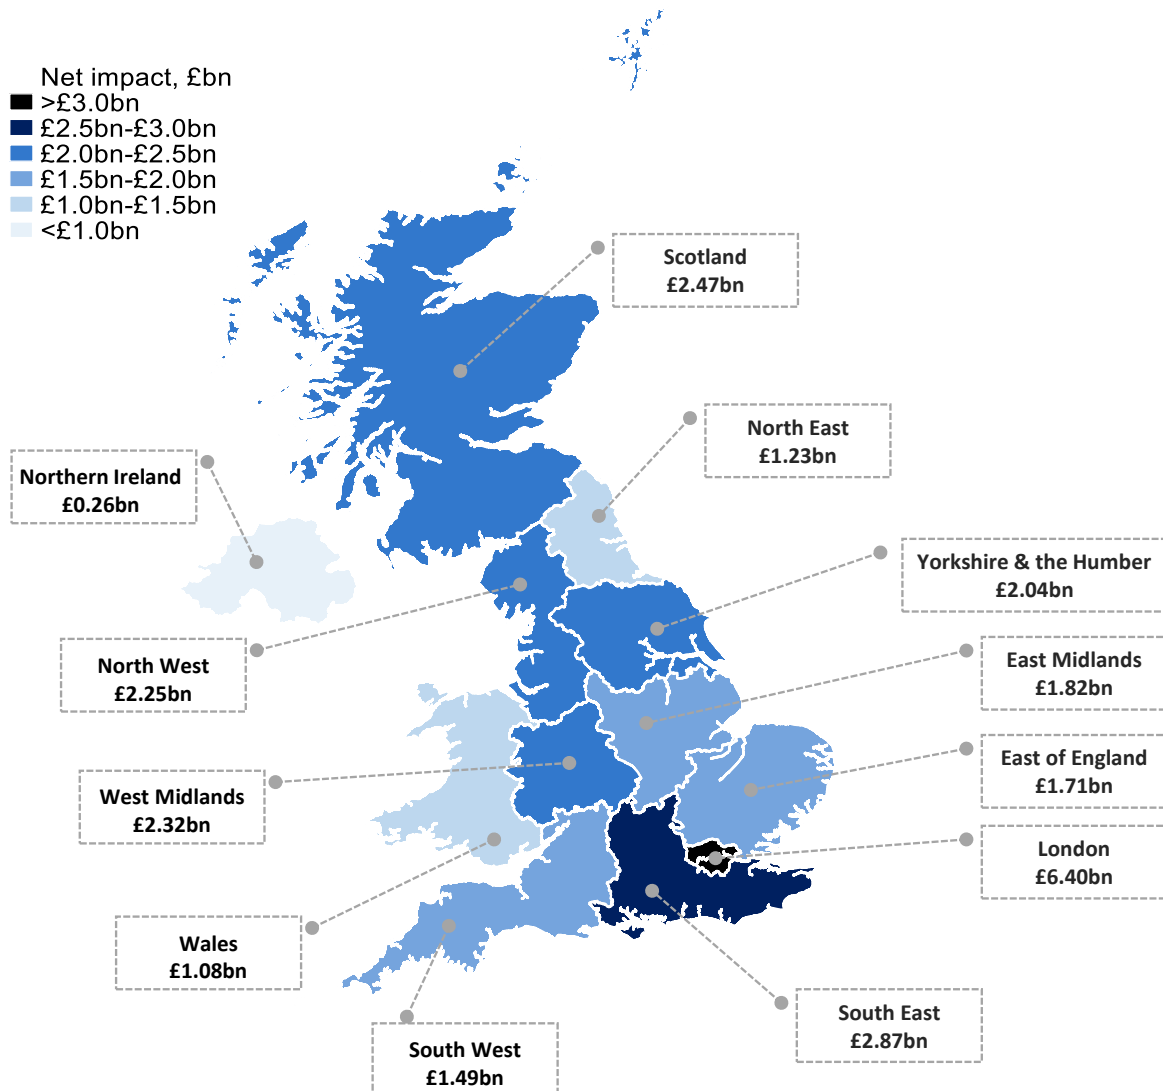 Net impact, £bn
>£3.0bn
£2.5bn-£3.0bn
£2.0bn-£2.5bn
£1.5bn-£2.0bn
£1.0bn-£1.5bn
<£1.0bn
Scotland
£2.47bn
North East
£1.23bn
Northern Ireland
£0.26bn
Yorkshire & the Humber
£2.04bn
North West
£2.25bn
East Midlands
£1.82bn
East of England
£1.71bn
West Midlands
£2.32bn
London
£6.40bn
Wales
£1.08bn
South East
£2.87bn
South West
£1.49bn